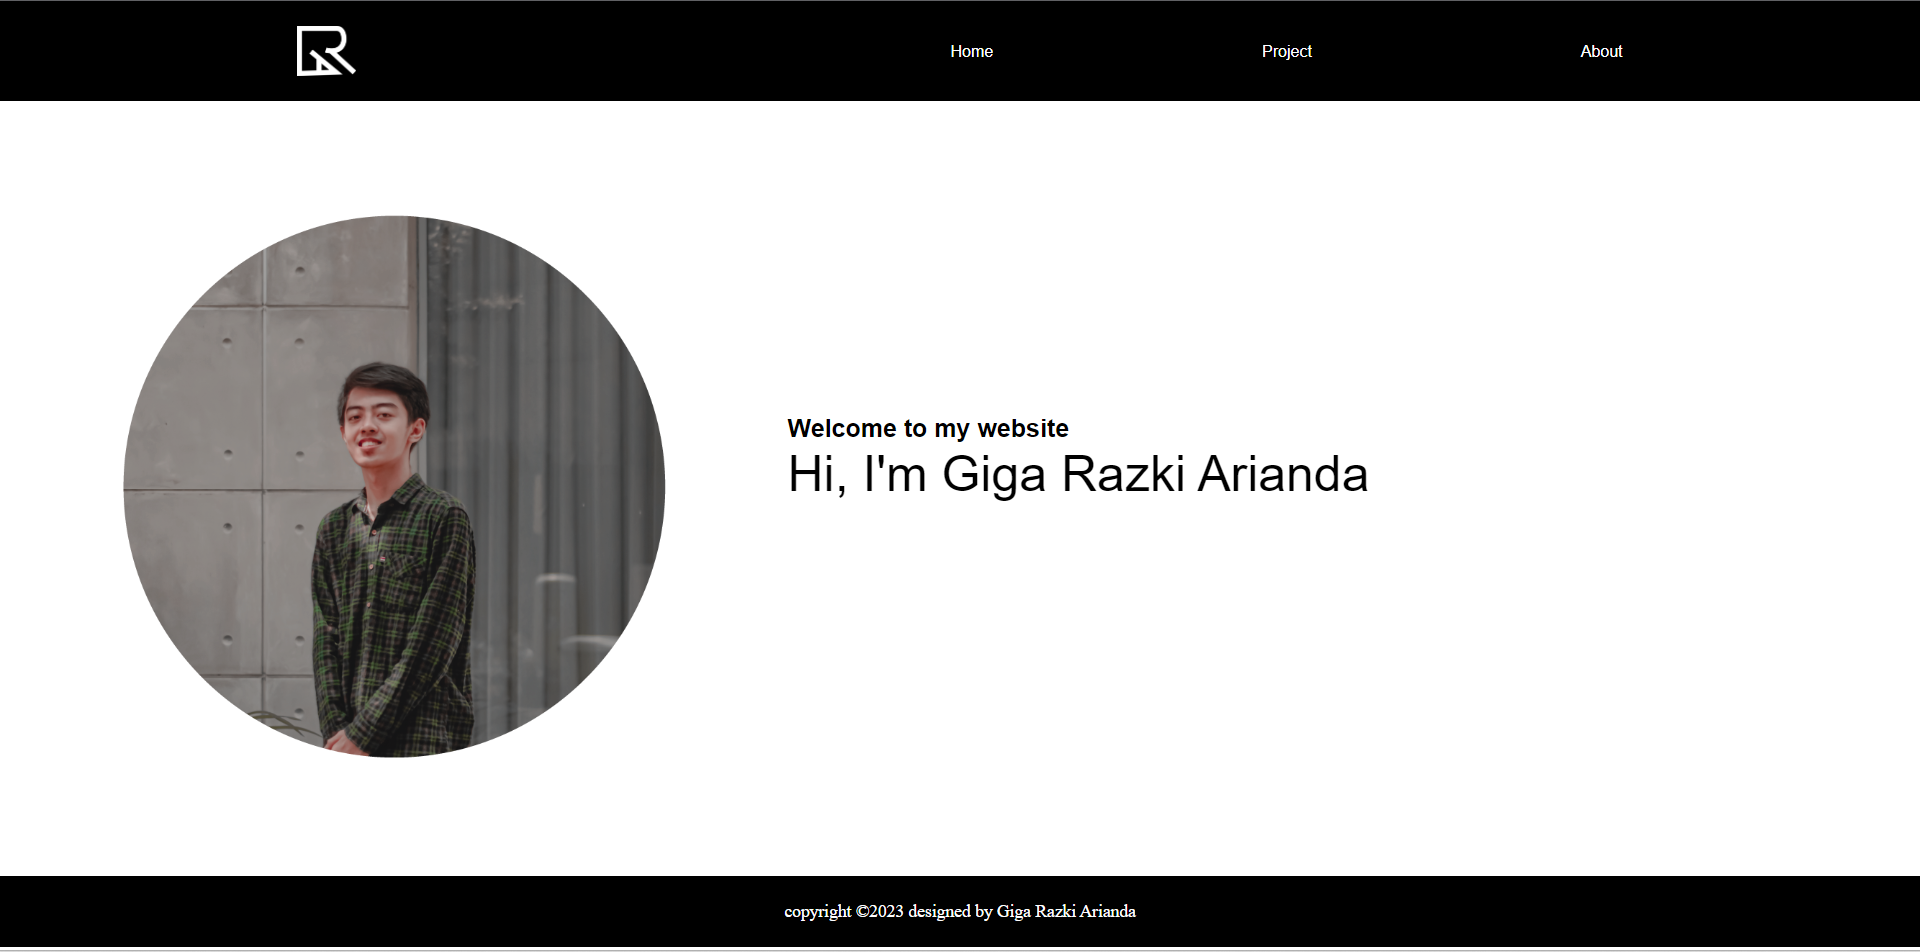 Home Project About
Welcome to my website
Hi, I'm Giga Razki Arianda
copyright ©2023 designed by Giga Razki Arianda